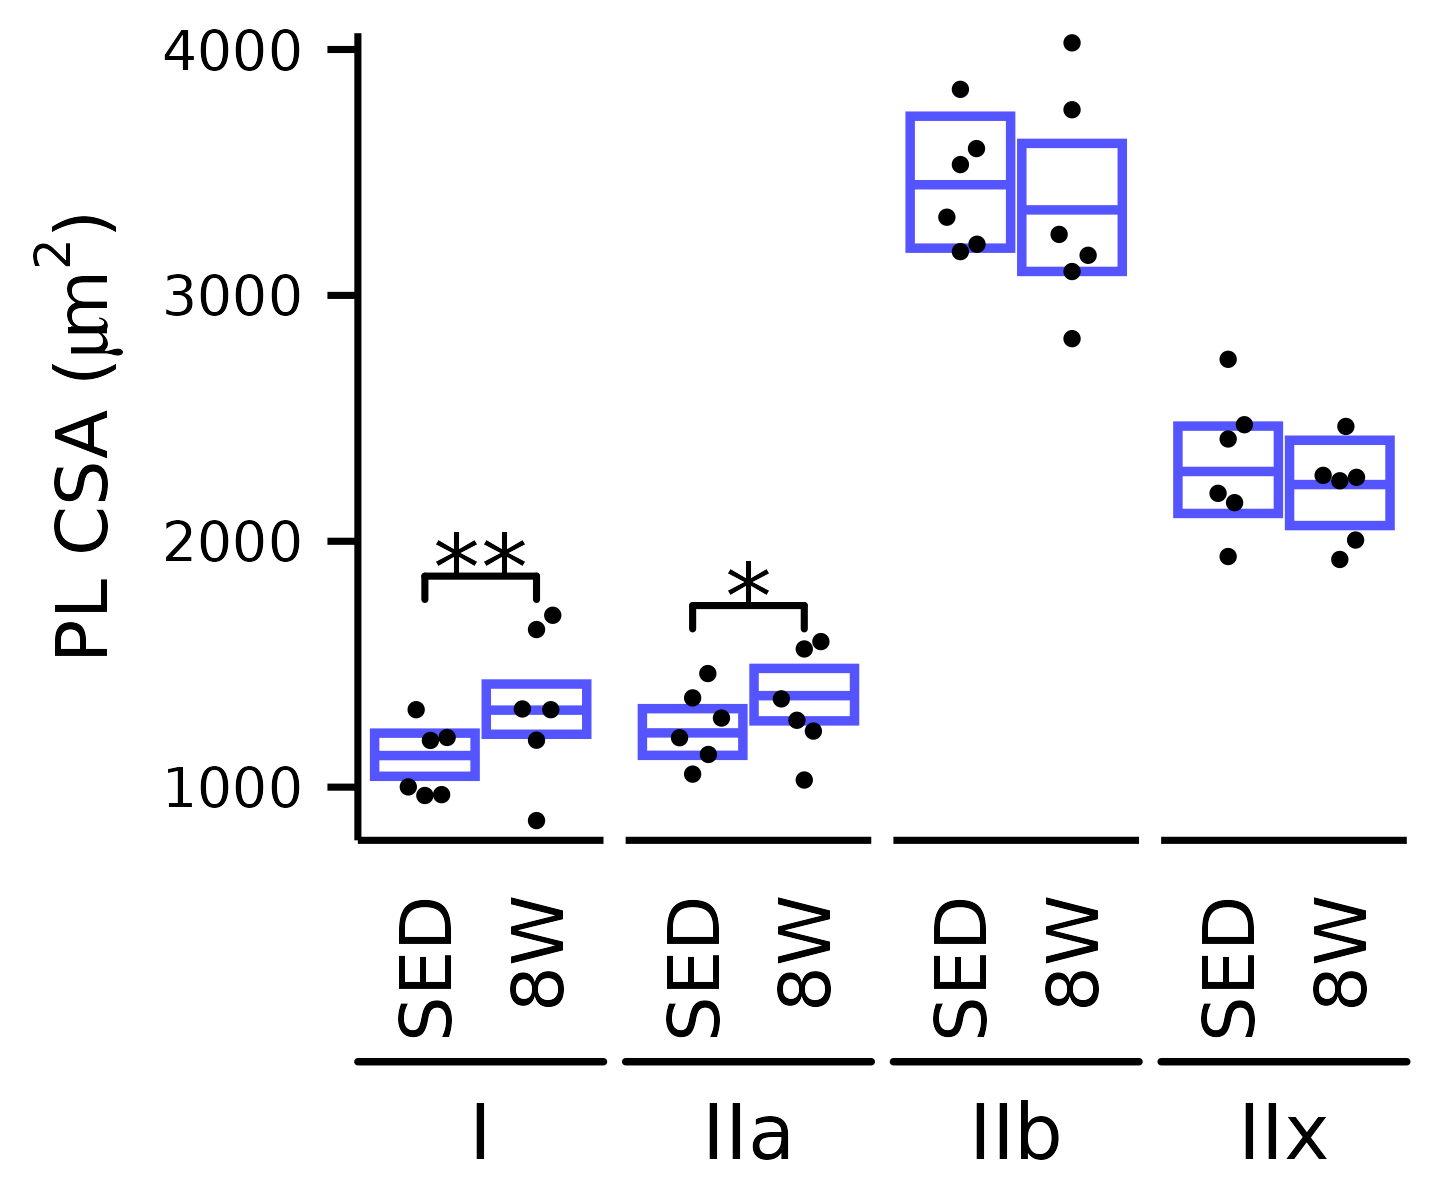 PL CSA (μm²)
4000
3000
2000
1000
**
*
SED 8W SED 8W SED 8W SED 8W
I IIa IIb IIx